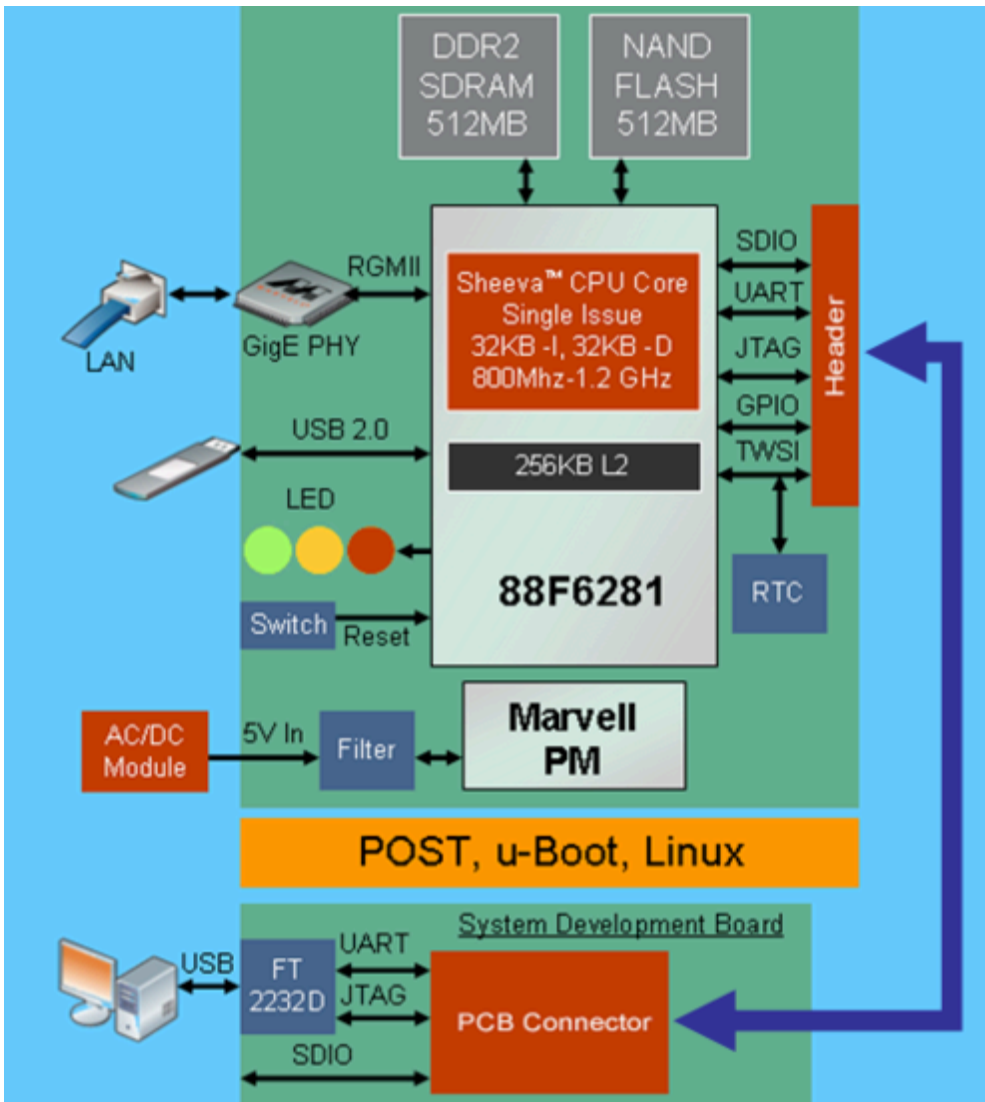 DDR2
SDRAM
512MB
NAND
FLASH
512MB
RGMII
GigE PHY
LAN
Sheeva™ CPU Core
Single Issue
32KB -I, 32KB -D
800Mhz-1.2 GHz
SDIO
UART
JTAG
GPIO
TWSI
Header
USB 2.0
256KB L2
LED
88F6281
RTC
Switch
Reset
AC/DC
Module
5V In
Filter
Marvell
PM
POST, u-Boot, Linux
System Development Board
USB
FT
2232D
UART
JTAG
SDIO
PCB Connector